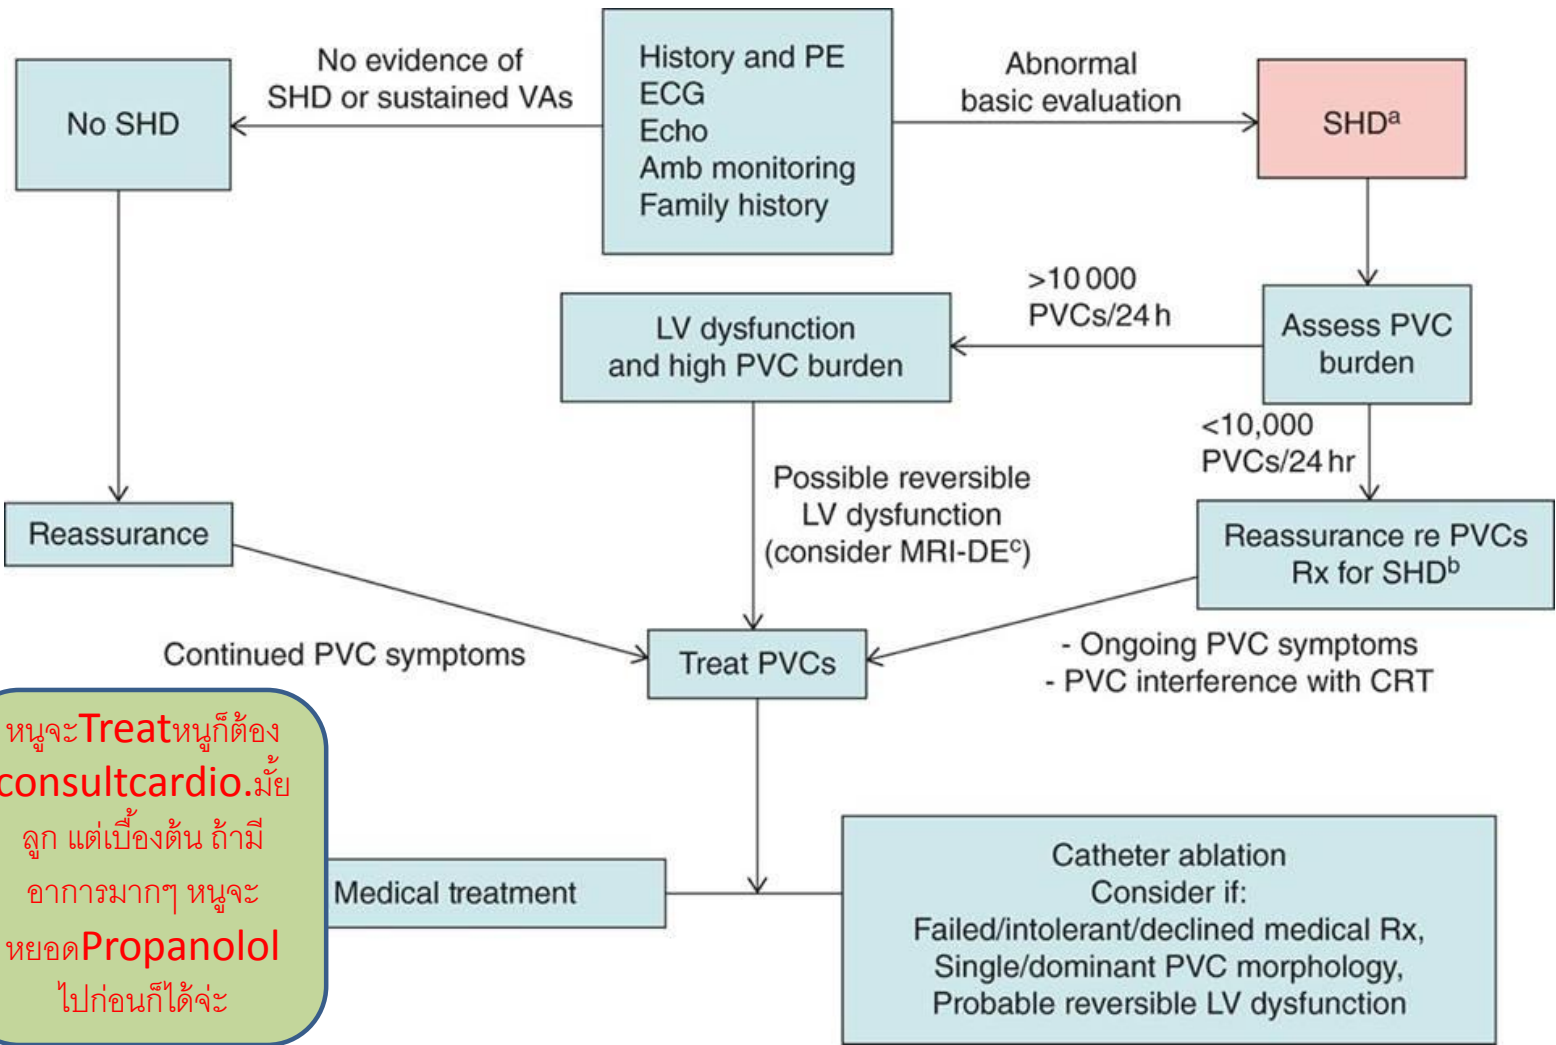 History and PE
ECG
Echo
Amb monitoring
Family history
No evidence of
SHD or sustained VAs
Abnormal
basic evaluation
No SHD
SHDᵃ
>10 000
PVCs/24 h
LV dysfunction
and high PVC burden
Assess PVC
burden
<10,000
PVCs/24 hr
Possible reversible
LV dysfunction
(consider MRI-DEᶜ)
Reassurance
Reassurance re PVCs
Rx for SHDᵇ
Continued PVC symptoms
Treat PVCs
- Ongoing PVC symptoms
- PVC interference with CRT
หนูจะTreatหนูก็ต้อง
consultcardio.มั้ย
ลูก แต่เบื้องต้น ถ้ามี
อาการมากๆ หนูจะ
หยอดPropanolol
ไปก่อนก็ได้จ่ะ
Medical treatment
Catheter ablation
Consider if:
Failed/intolerant/declined medical Rx,
Single/dominant PVC morphology,
Probable reversible LV dysfunction